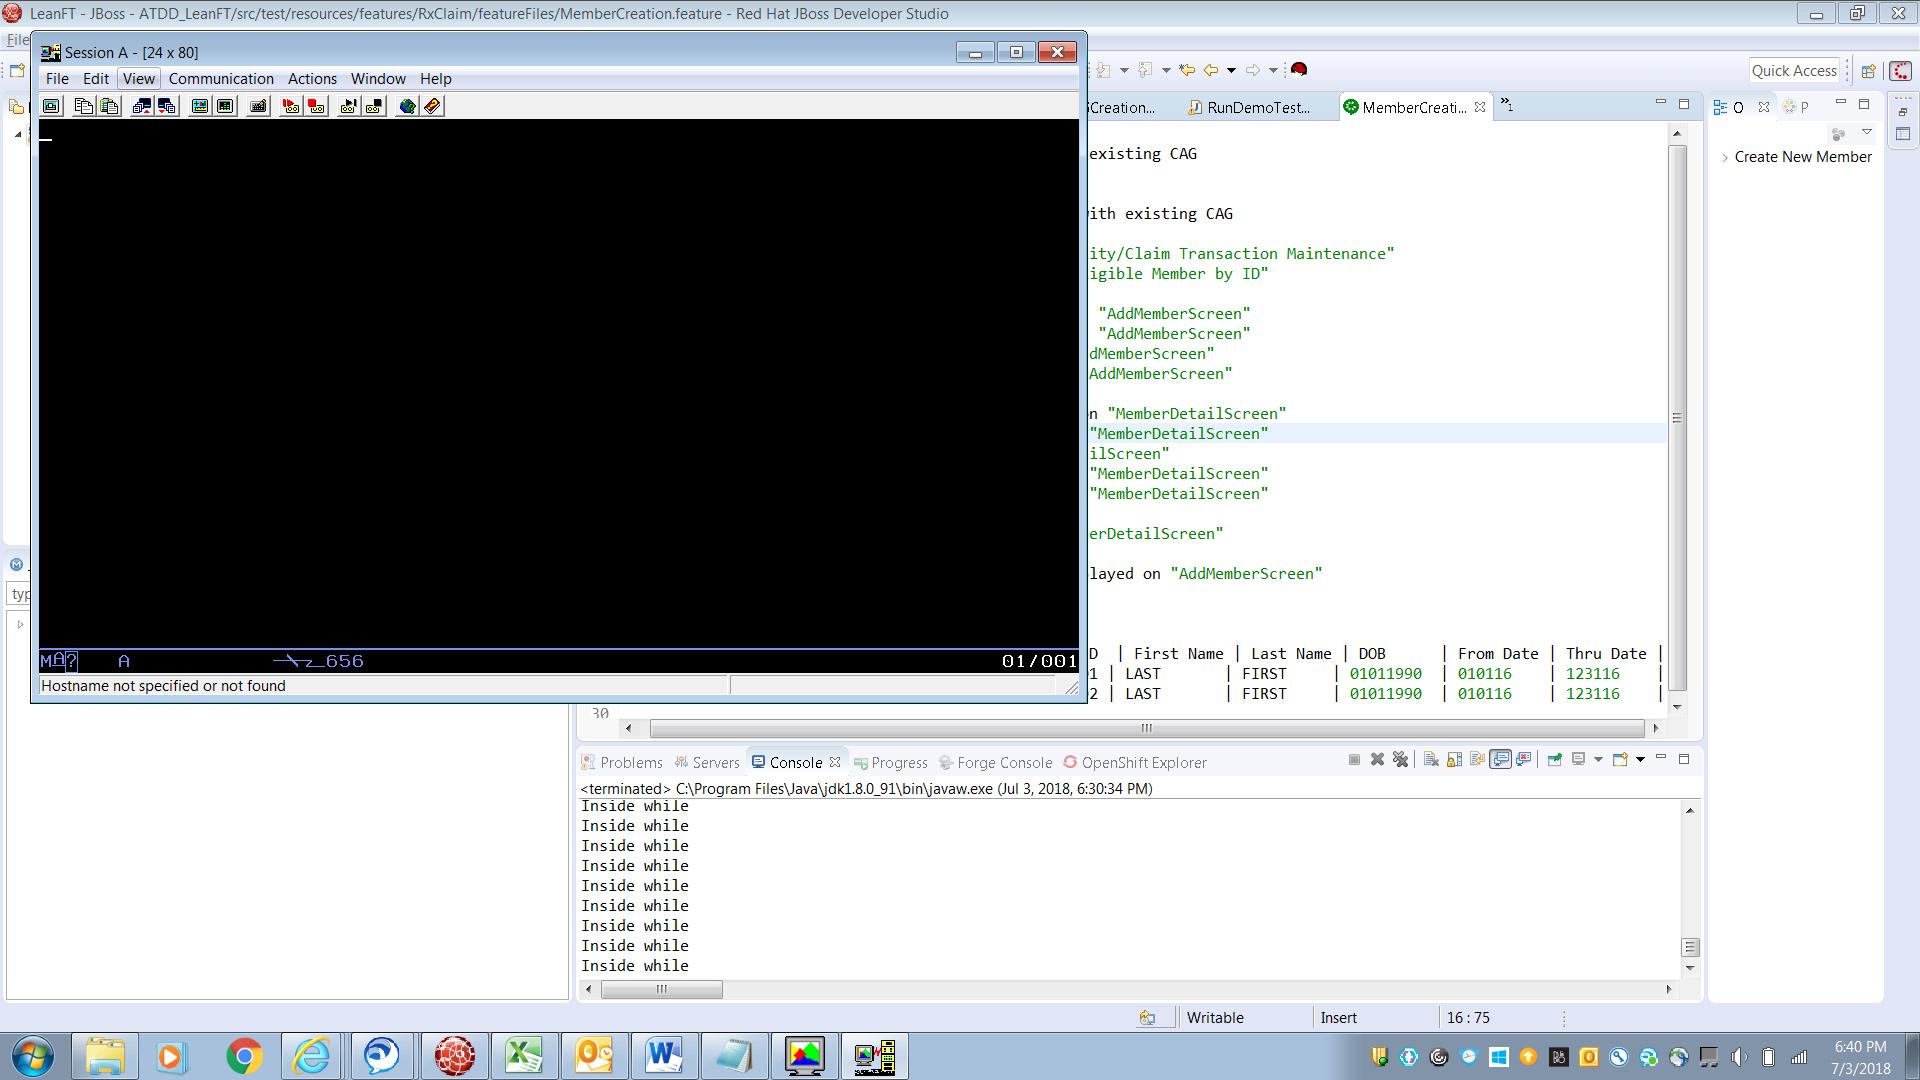 LeanFT - JBoss - ATDD_LeanFT/src/test/resources/features/RxClaim/featureFiles/MemberCreation.feature - Red Hat JBoss Developer Studio
File
Session A - [24 x 80]
File Edit View Communication Actions Window Help
Quick Access
Creation...
RunDemoTest...
MemberCreati...
»1
O
P
existing CAG
Create New Member
ith existing CAG
ity/Claim Transaction Maintenance"
igible Member by ID"
"AddMemberScreen"
"AddMemberScreen"
dMemberScreen"
AddMemberScreen"
n "MemberDetailScreen"
"MemberDetailScreen"
ilScreen"
"MemberDetailScreen"
"MemberDetailScreen"
erDetailScreen"
layed on "AddMemberScreen"
typ
D | First Name | Last Name | DOB | From Date | Thru Date |
1 | LAST | FIRST | 01011990 | 010116 | 123116 |
2 | LAST | FIRST | 01011990 | 010116 | 123116 |
30
MA? A 656 01/001
Hostname not specified or not found
Problems Servers Console Progress Forge Console OpenShift Explorer
<terminated> C:\Program Files\Java\jdk1.8.0_91\bin\javaw.exe (Jul 3, 2018, 6:30:34 PM)
Inside while
Inside while
Inside while
Inside while
Inside while
Inside while
Inside while
Inside while
Inside while
Writable
Insert
16 : 75
6:40 PM
7/3/2018